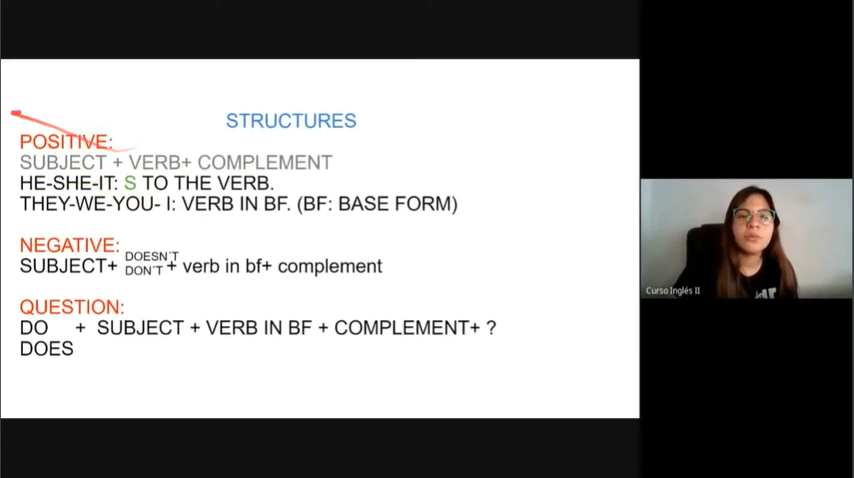 STRUCTURES
POSITIVE:
SUBJECT + VERB+ COMPLEMENT
HE-SHE-IT: S TO THE VERB.
THEY-WE-YOU- I: VERB IN BF. (BF: BASE FORM)
NEGATIVE:
DOESN´T
SUBJECT+ DON´T + verb in bf+ complement
QUESTION:
DO + SUBJECT + VERB IN BF + COMPLEMENT+ ?
DOES
Curso Inglés II